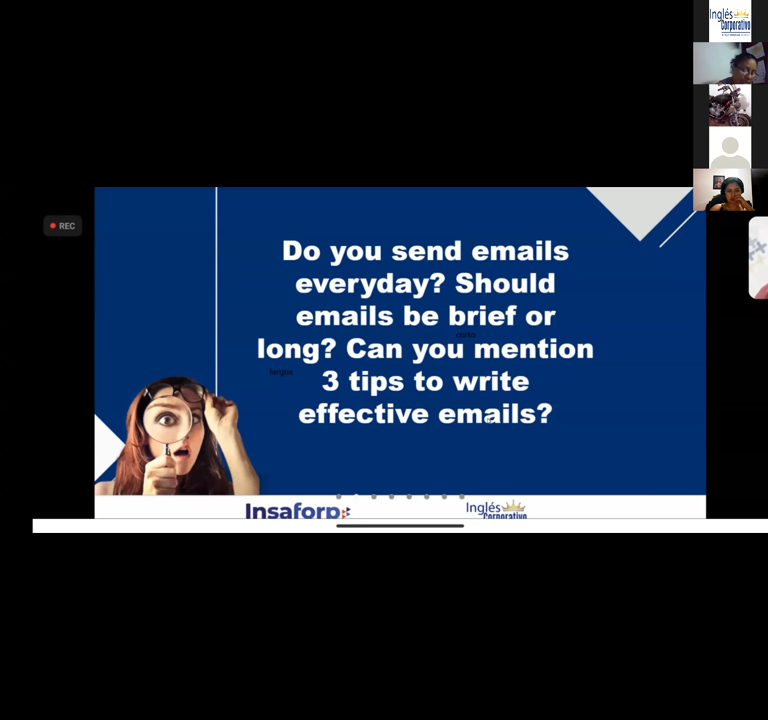 Inglés
Corporativo
REC
Do you send emails
everyday? Should
emails be brief or
long? Can you mention
3 tips to write
effective emails?
largos
Insaforp
Inglés
Corporativo